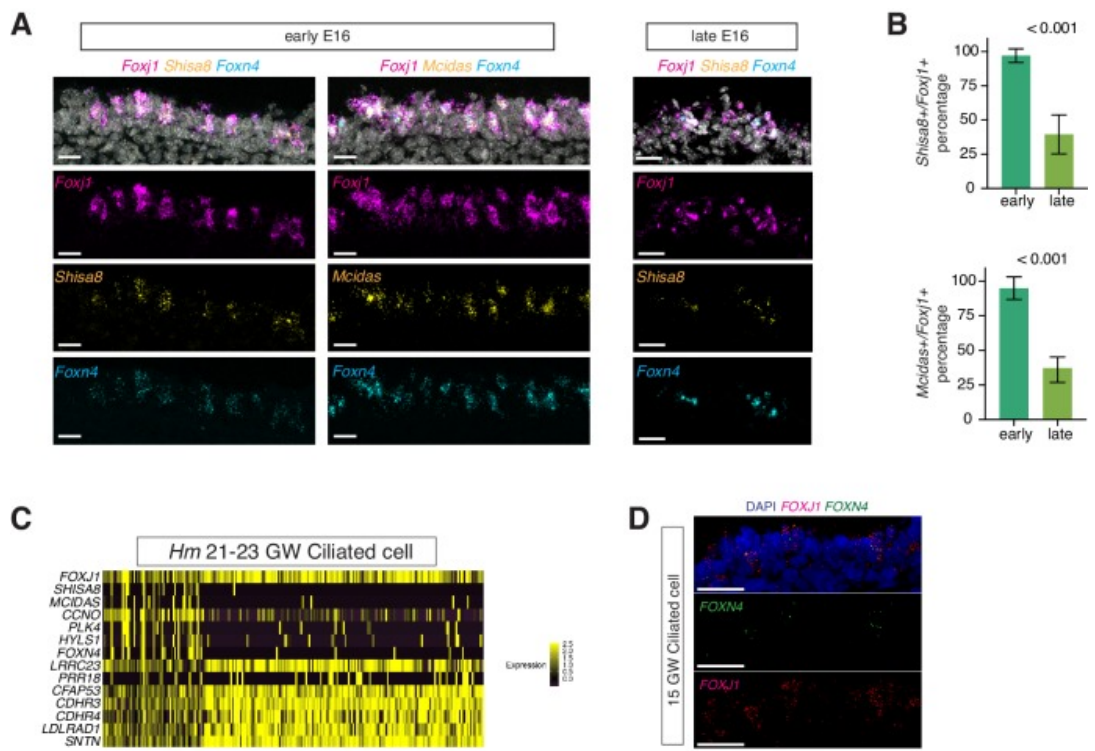 A
early E16
late E16
Foxj1 Shisa8 Foxn4
Foxj1 Mcidas Foxn4
Foxj1 Shisa8 Foxn4
Foxj1
Foxj1
Foxj1
Shisa8
Mcidas
Shisa8
Foxn4
Foxn4
Foxn4
B
< 0.001
Shisa8+/Foxj1+
percentage
100
75
50
25
0
early late
< 0.001
Mcidas+/Foxj1+
percentage
100
75
50
25
0
early late
C
Hm 21-23 GW Ciliated cell
FOXJ1
SHISA8
MCIDAS
CCNO
PLK4
HYLS1
FOXN4
LRRC23
PRR18
CFAP53
CDHR3
CDHR4
LDLRAD1
SNTN
Expression
D
15 GW Ciliated cell
DAPI FOXJ1 FOXN4
FOXN4
FOXJ1